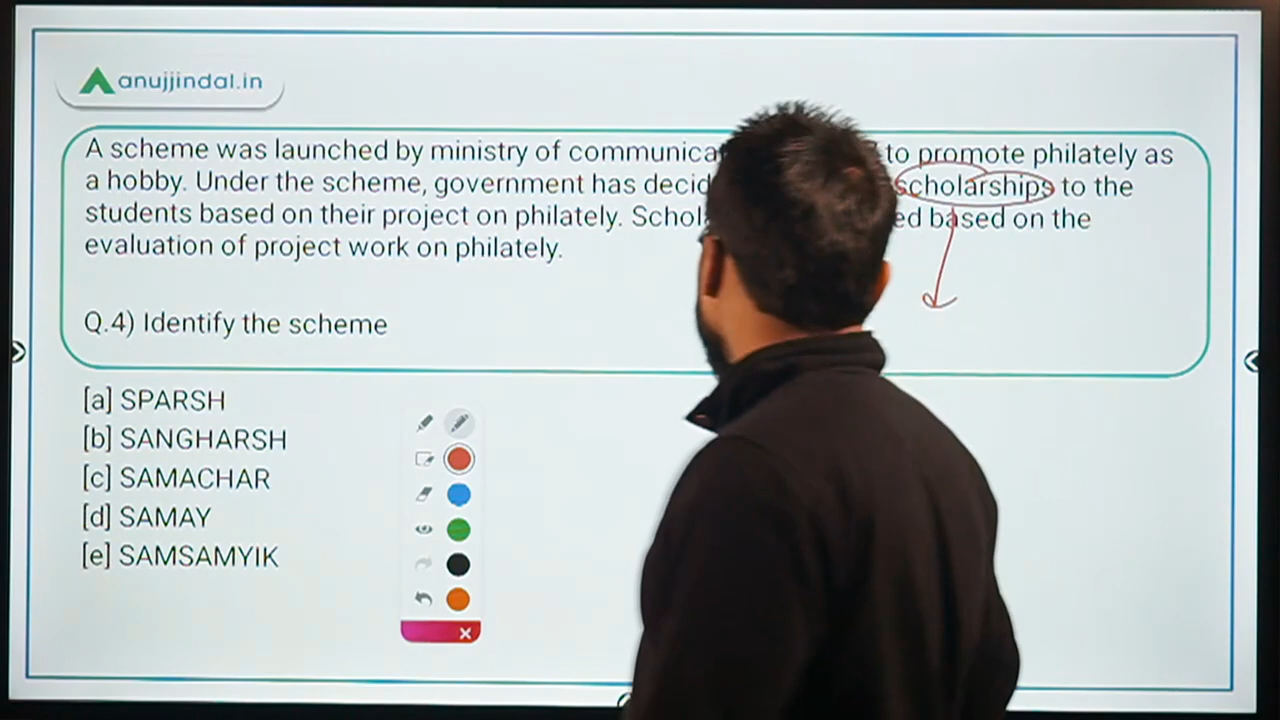 anujjindal.in
A scheme was launched by ministry of communica to promote philately as
a hobby. Under the scheme, government has decid scholarships to the
students based on their project on philately. Schol ed based on the
evaluation of project work on philately.
Q.4) Identify the scheme
[a] SPARSH
[b] SANGHARSH
[c] SAMACHAR
[d] SAMAY
[e] SAMSAMYIK